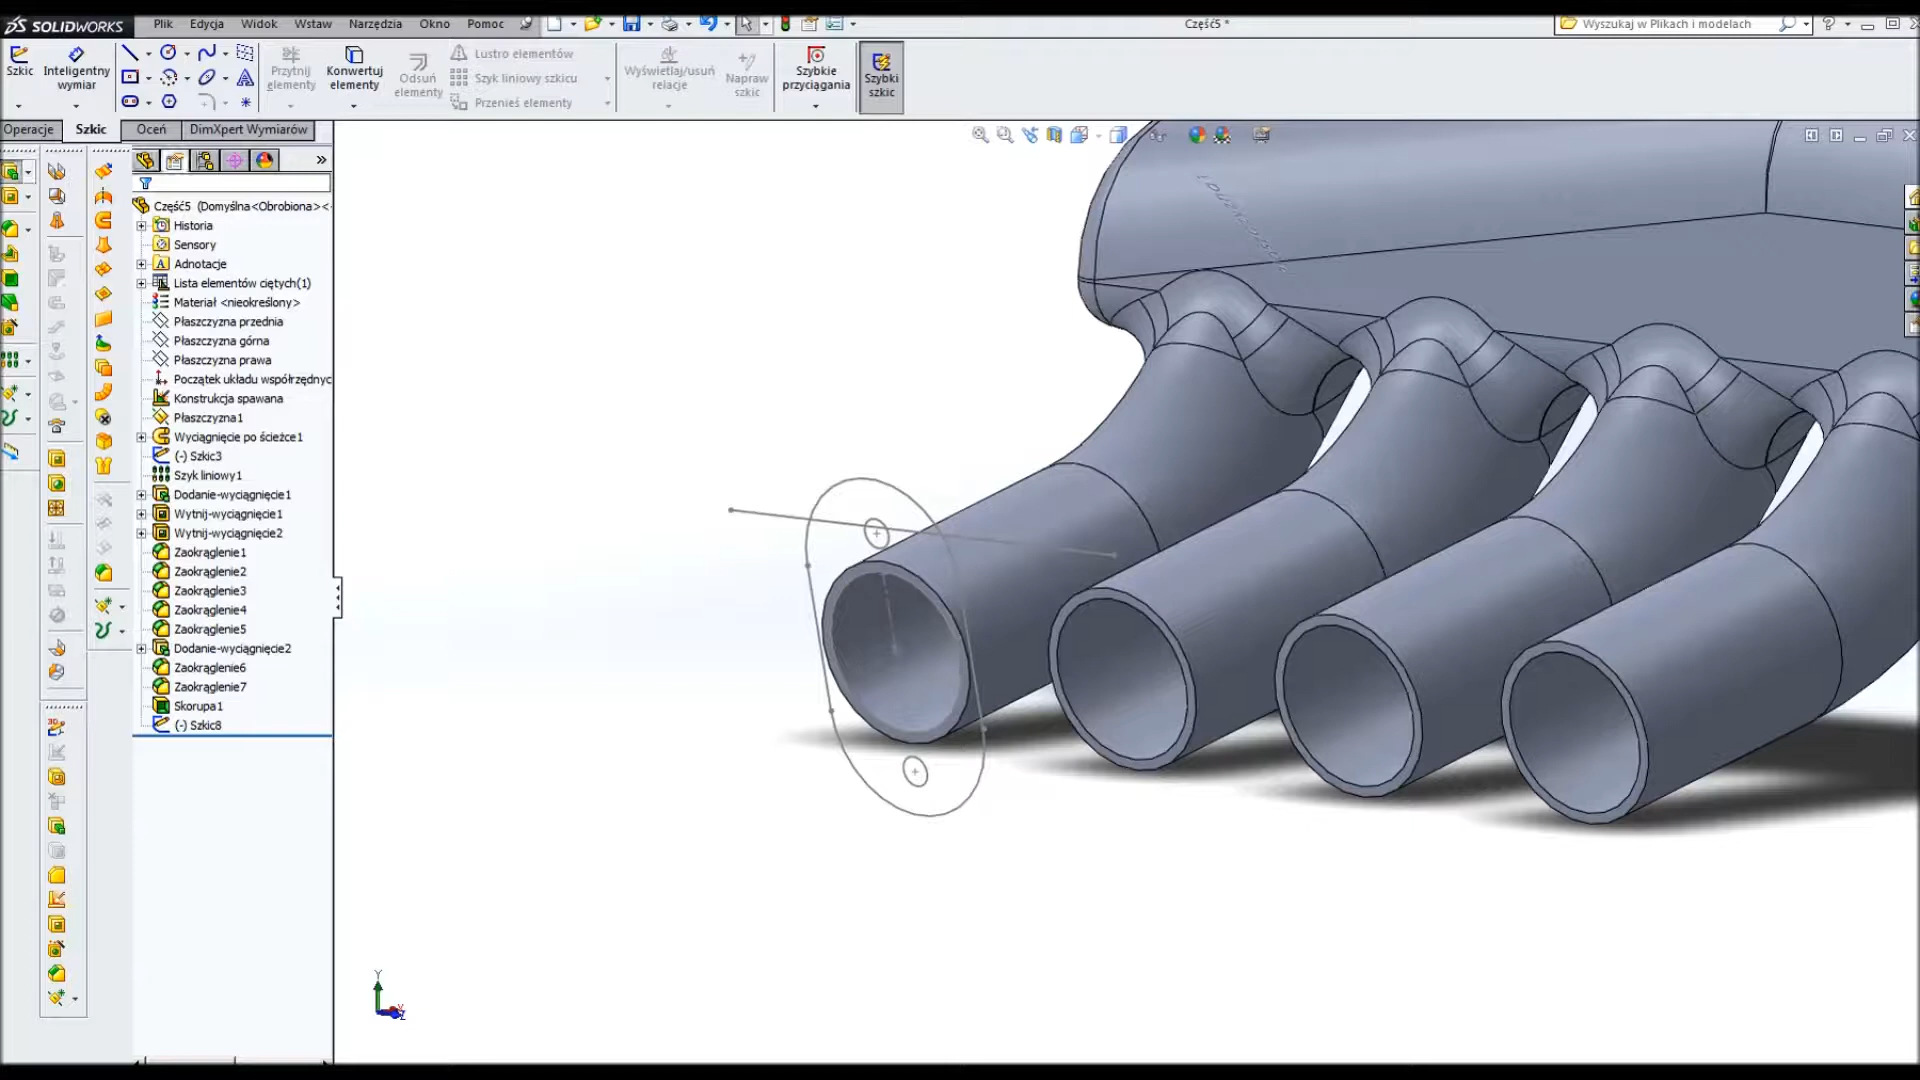 SOLIDWORKS
Plik Edycja Widok Wstaw Narzędzia Okno Pomoc
Część5 *
Wyszukaj w Plikach i modelach
Szkic
Inteligentny wymiar
Przytnij elementy
Konwertuj elementy
Odsuń elementy
Lustro elementów
Szyk liniowy szkicu
Przenieś elementy
Wyświetlaj/usuń relacje
Napraw szkic
Szybkie przyciągania
Szybki szkic
Operacje Szkic Oceń DimXpert Wymiarów
Część5 (Domyślna<Obrobiona><
Historia
Sensory
Adnotacje
Lista elementów ciętych(1)
Materiał <nieokreślony>
Płaszczyzna przednia
Płaszczyzna górna
Płaszczyzna prawa
Początek układu współrzędnyc
Konstrukcja spawana
Płaszczyzna1
Wyciągnięcie po ścieżce1
(-) Szkic3
Szyk liniowy1
Dodanie-wyciągnięcie1
Wytnij-wyciągnięcie1
Wytnij-wyciągnięcie2
Zaokrąglenie1
Zaokrąglenie2
Zaokrąglenie3
Zaokrąglenie4
Zaokrąglenie5
Dodanie-wyciągnięcie2
Zaokrąglenie6
Zaokrąglenie7
Skorupa1
(-) Szkic8
Y